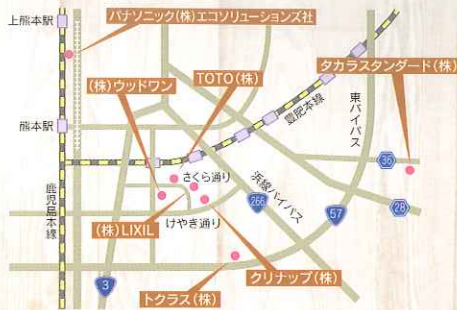 上熊本駅
パナソニック(株)エコソリューションズ社
タカラスタンダード(株)
(株)ウッドワン
TOTO(株)
豊肥本線
東バイパス
熊本駅
さくら通り
浜線バイパス
36
鹿児島本線
けやき通り
(株)LIXIL
266
57
28
クリナップ(株)
3
トクラス(株)